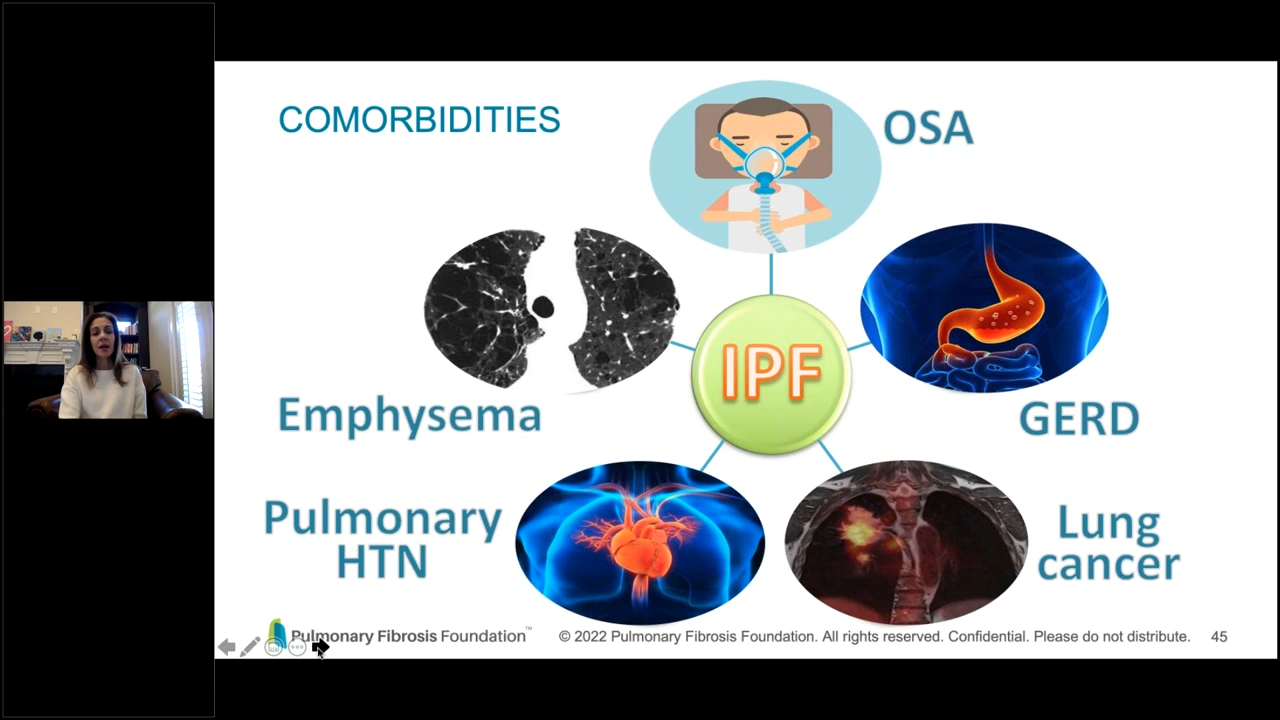 COMORBIDITIES
OSA
IPF
Emphysema
GERD
Pulmonary
HTN
Lung
cancer
Pulmonary Fibrosis Foundation™
© 2022 Pulmonary Fibrosis Foundation. All rights reserved. Confidential. Please do not distribute.
45